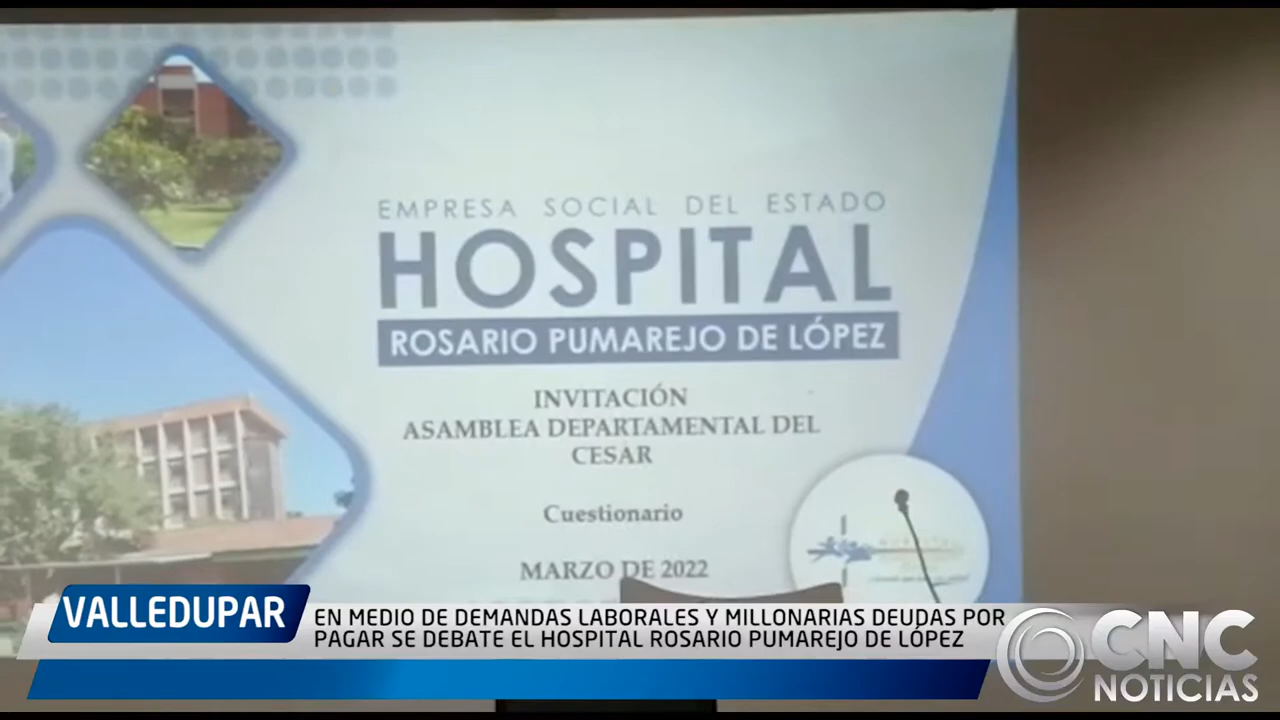 EMPRESA SOCIAL DEL ESTADO
HOSPITAL
ROSARIO PUMAREJO DE LÓPEZ
INVITACIÓN
ASAMBLEA DEPARTAMENTAL DEL
CESAR
Cuestionario
MARZO DE 2022
VALLEDUPAR
EN MEDIO DE DEMANDAS LABORALES Y MILLONARIAS DEUDAS POR
PAGAR SE DEBATE EL HOSPITAL ROSARIO PUMAREJO DE LÓPEZ
CNC
NOTICIAS